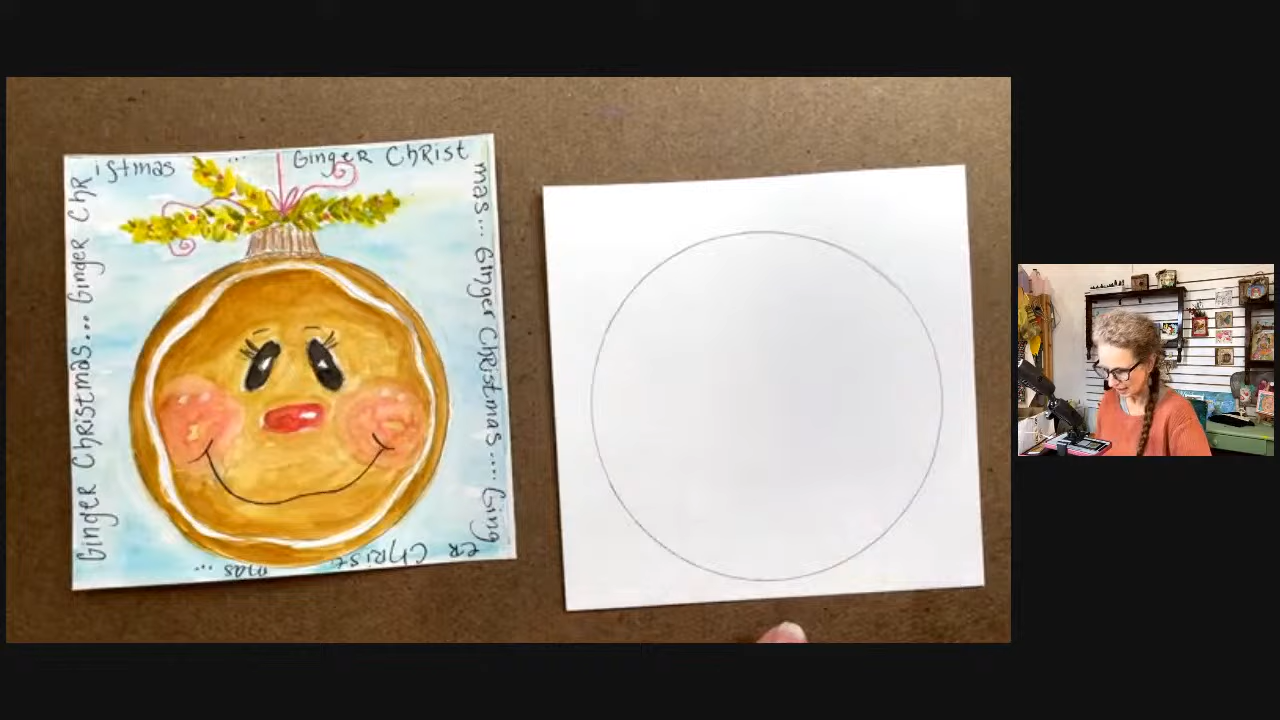 istmas ... Ginger Christ
mas... Ginger Christmas.... Ging
er Christ
mas...
Ginger Christmas... Ginger Chr